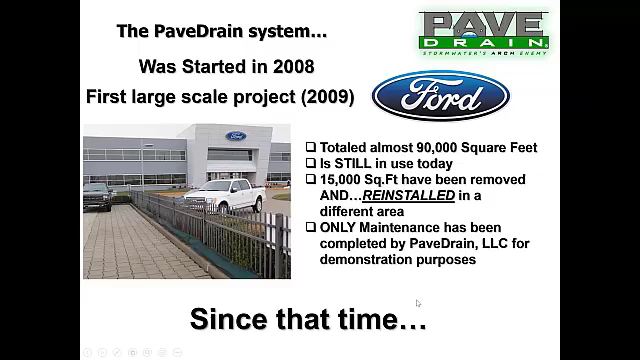 The PaveDrain system…
PAVE
DRAIN®
STORMWATER'S ARCH ENEMY
Was Started in 2008
First large scale project (2009)
Ford
Ford
Totaled almost 90,000 Square Feet
Is STILL in use today
15,000 Sq.Ft have been removed
AND…REINSTALLED in a
different area
ONLY Maintenance has been
completed by PaveDrain, LLC for
demonstration purposes
Since that time…